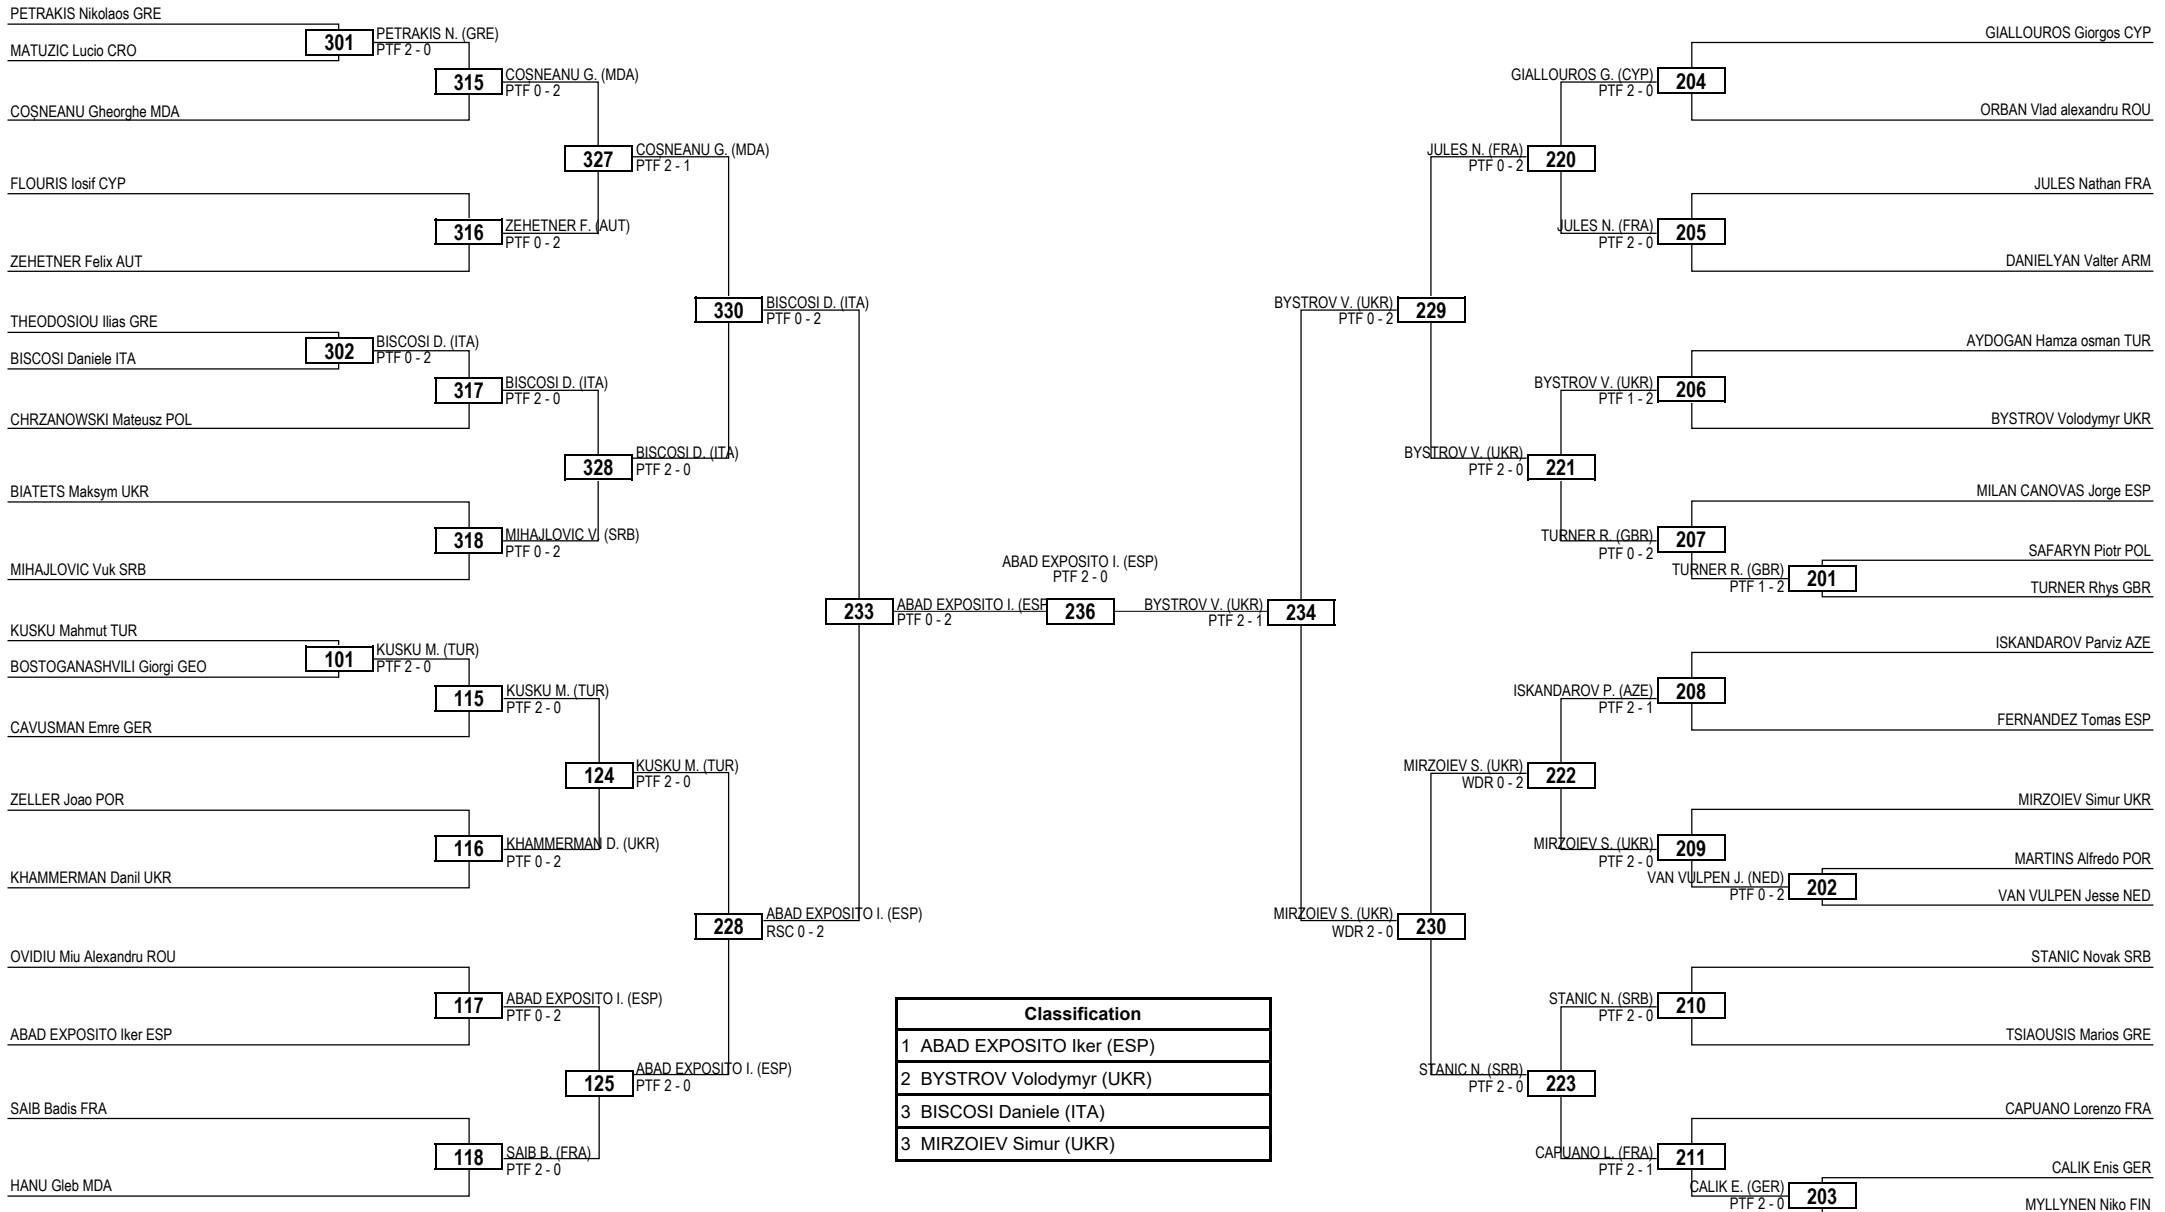 PETRAKIS Nikolaos GRE
MATUZIC Lucio CRO
301
PETRAKIS N. (GRE)
PTF 2 - 0
COȘNEANU Gheorghe MDA
315
COȘNEANU G. (MDA)
PTF 0 - 2
FLOURIS Iosif CYP
ZEHETNER Felix AUT
316
ZEHETNER F. (AUT)
PTF 0 - 2
327
COȘNEANU G. (MDA)
PTF 2 - 1
THEODOSIOU Ilias GRE
BISCOSI Daniele ITA
302
BISCOSI D. (ITA)
PTF 0 - 2
CHRZANOWSKI Mateusz POL
317
BISCOSI D. (ITA)
PTF 2 - 0
BIATETS Maksym UKR
MIHAJLOVIC Vuk SRB
318
MIHAJLOVIC V. (SRB)
PTF 0 - 2
328
BISCOSI D. (ITA)
PTF 2 - 0
330
BISCOSI D. (ITA)
PTF 0 - 2
KUSKU Mahmut TUR
BOSTOGANASHVILI Giorgi GEO
101
KUSKU M. (TUR)
PTF 2 - 0
CAVUSMAN Emre GER
115
KUSKU M. (TUR)
PTF 2 - 0
ZELLER Joao POR
KHAMMERMAN Danil UKR
116
KHAMMERMAN D. (UKR)
PTF 0 - 2
124
KUSKU M. (TUR)
PTF 2 - 0
OVIDIU Miu Alexandru ROU
ABAD EXPOSITO Iker ESP
117
ABAD EXPOSITO I. (ESP)
PTF 0 - 2
SAIB Badis FRA
HANU Gleb MDA
118
SAIB B. (FRA)
PTF 2 - 0
125
ABAD EXPOSITO I. (ESP)
PTF 2 - 0
228
ABAD EXPOSITO I. (ESP)
RSC 0 - 2
233
ABAD EXPOSITO I. (ESP
PTF 0 - 2
ABAD EXPOSITO I. (ESP)
PTF 2 - 0
236
BYSTROV V. (UKR)
PTF 2 - 1
234
Classification
1 ABAD EXPOSITO Iker (ESP)
2 BYSTROV Volodymyr (UKR)
3 BISCOSI Daniele (ITA)
3 MIRZOIEV Simur (UKR)
GIALLOUROS Giorgos CYP
ORBAN Vlad alexandru ROU
GIALLOUROS G. (CYP)
PTF 2 - 0
204
JULES Nathan FRA
DANIELYAN Valter ARM
JULES N. (FRA)
PTF 2 - 0
205
JULES N. (FRA)
PTF 0 - 2
220
AYDOGAN Hamza osman TUR
BYSTROV Volodymyr UKR
BYSTROV V. (UKR)
PTF 1 - 2
206
MILAN CANOVAS Jorge ESP
SAFARYN Piotr POL
TURNER Rhys GBR
TURNER R. (GBR)
PTF 1 - 2
201
TURNER R. (GBR)
PTF 0 - 2
207
BYSTROV V. (UKR)
PTF 2 - 0
221
BYSTROV V. (UKR)
PTF 0 - 2
229
ISKANDAROV Parviz AZE
FERNANDEZ Tomas ESP
ISKANDAROV P. (AZE)
PTF 2 - 1
208
MIRZOIEV Simur UKR
MARTINS Alfredo POR
VAN VULPEN Jesse NED
VAN VULPEN J. (NED)
PTF 0 - 2
202
MIRZOIEV S. (UKR)
PTF 2 - 0
209
MIRZOIEV S. (UKR)
WDR 0 - 2
222
STANIC Novak SRB
TSIAOUSIS Marios GRE
STANIC N. (SRB)
PTF 2 - 0
210
CAPUANO Lorenzo FRA
CALIK Enis GER
MYLLYNEN Niko FIN
CALIK E. (GER)
PTF 2 - 0
203
CAPUANO L. (FRA)
PTF 2 - 1
211
STANIC N. (SRB)
PTF 2 - 0
223
MIRZOIEV S. (UKR)
WDR 2 - 0
230